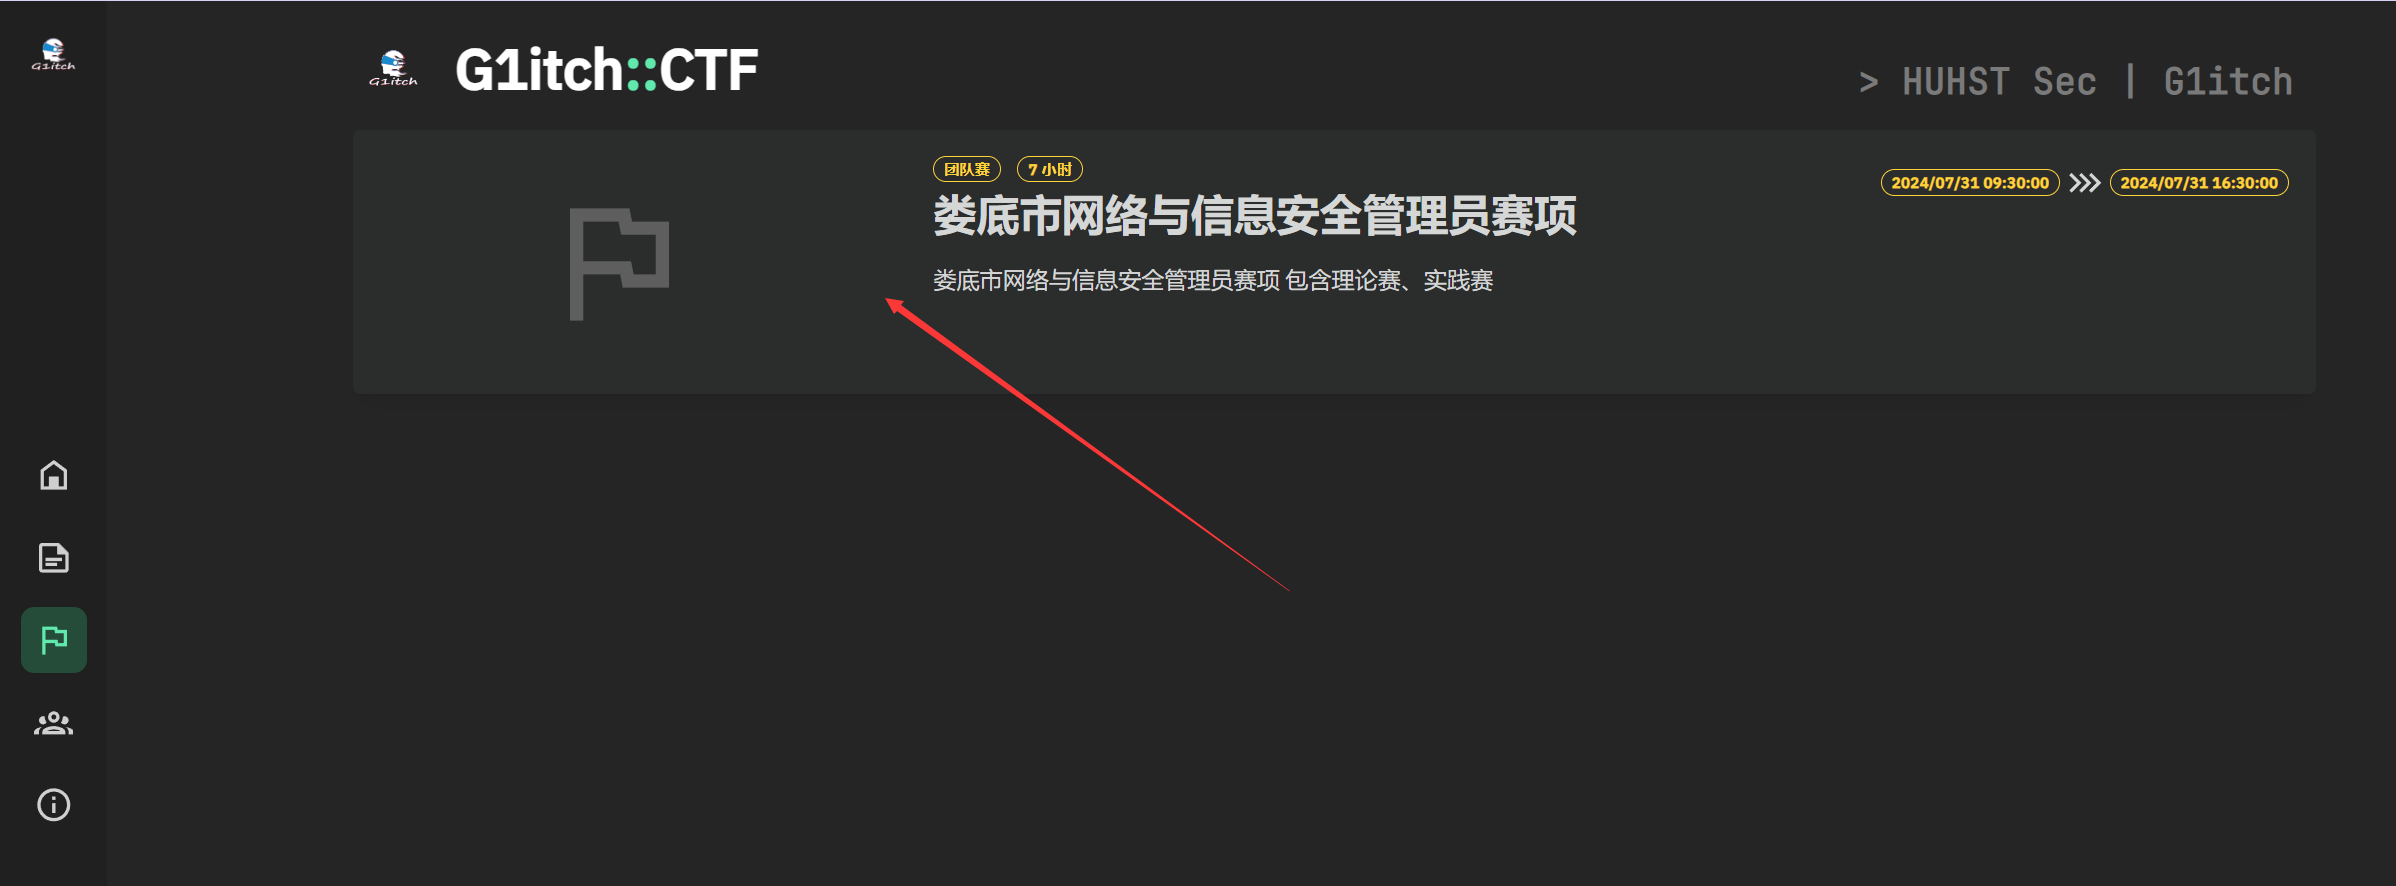 G1itch
G1itch
G1itch::CTF
> HUHST Sec | G1itch
团队赛 7 小时
2024/07/31 09:30:00 2024/07/31 16:30:00
娄底市网络与信息安全管理员赛项
娄底市网络与信息安全管理员赛项 包含理论赛、实践赛